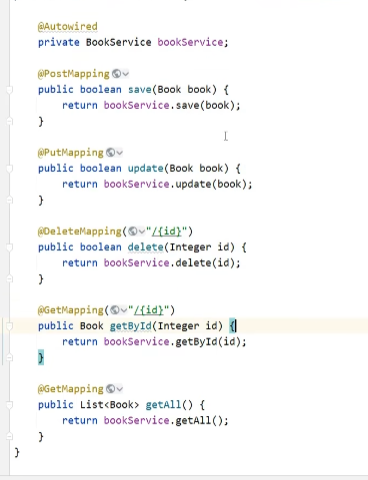 @Autowired
private BookService bookService;
@PostMapping
public boolean save(Book book) {
return bookService.save(book);
}
@PutMapping
public boolean update(Book book) {
return bookService.update(book);
}
@DeleteMapping("/{id}")
public boolean delete(Integer id) {
return bookService.delete(id);
}
@GetMapping("/{id}")
public Book getById(Integer id) {
return bookService.getById(id);
}
@GetMapping
public List<Book> getAll() {
return bookService.getAll();
}
}